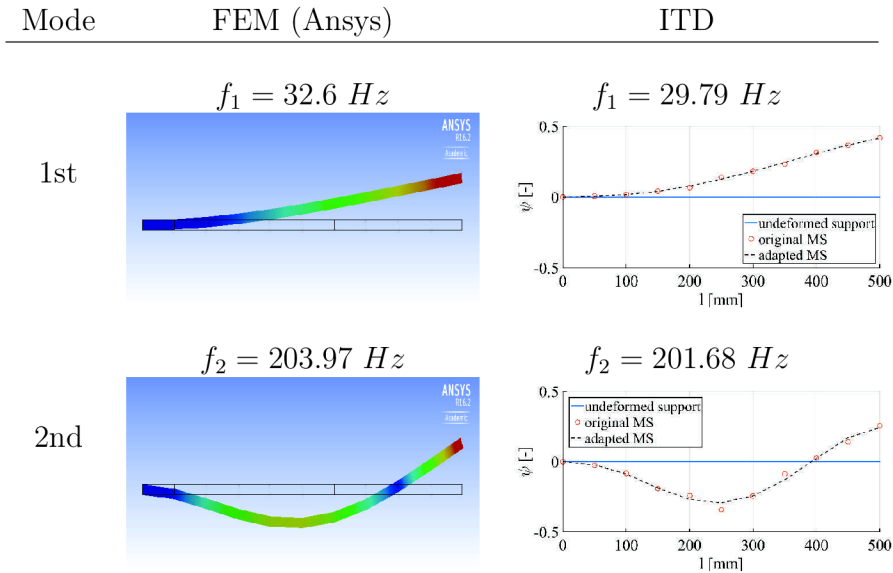 Mode FEM (Ansys) ITD
f₁ = 32.6 Hz f₁ = 29.79 Hz
1st
ANSYS
R16.2
Academic
0.5
0
-0.5
ψ [-]
undeformed support
original MS
adapted MS
0 100 200 300 400 500
l [mm]
f₂ = 203.97 Hz f₂ = 201.68 Hz
2nd
ANSYS
R16.2
Academic
0.5
0
-0.5
ψ [-]
undeformed support
original MS
adapted MS
0 100 200 300 400 500
l [mm]